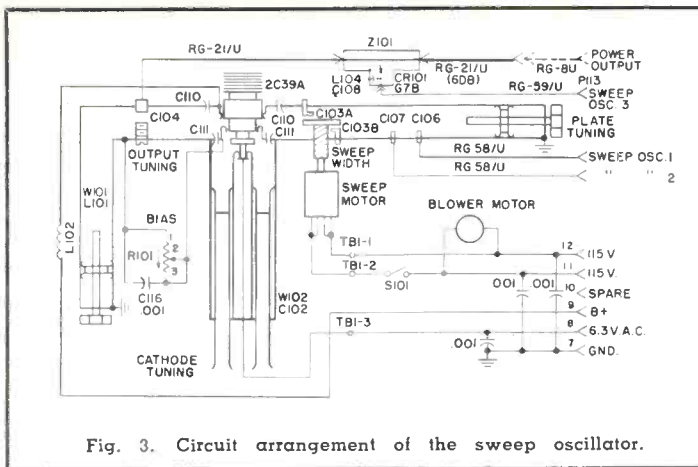 Z101
RG-21/U
RG-21/U
(6DB)
RG-8U
POWER
OUTPUT
P113
L104
C108
CR101
G7B
RG-59/U
SWEEP
OSC. 3
2C39A
C110
C104
C110
C103A
C111
C111
C103B
C107
C106
PLATE
TUNING
OUTPUT
TUNING
SWEEP
WIDTH
RG 58/U
SWEEP OSC.1
RG 58/U
" " 2
W101
L101
L102
BIAS
1
2
3
R101
C116
.001
SWEEP
MOTOR
BLOWER MOTOR
TB1-1
12
115 V
TB1-2
S101
11
115 V.
.001
.001
10
SPARE
9
B+
W102
C102
TB1-3
8
6.3 V.A.C.
.001
7
GND.
CATHODE
TUNING
Fig. 3. Circuit arrangement of the sweep oscillator.